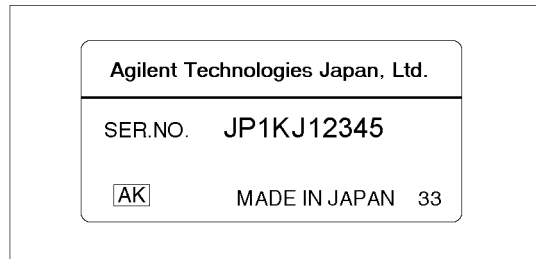 Agilent Technologies Japan, Ltd.
SER.NO. JP1KJ12345
AK MADE IN JAPAN 33